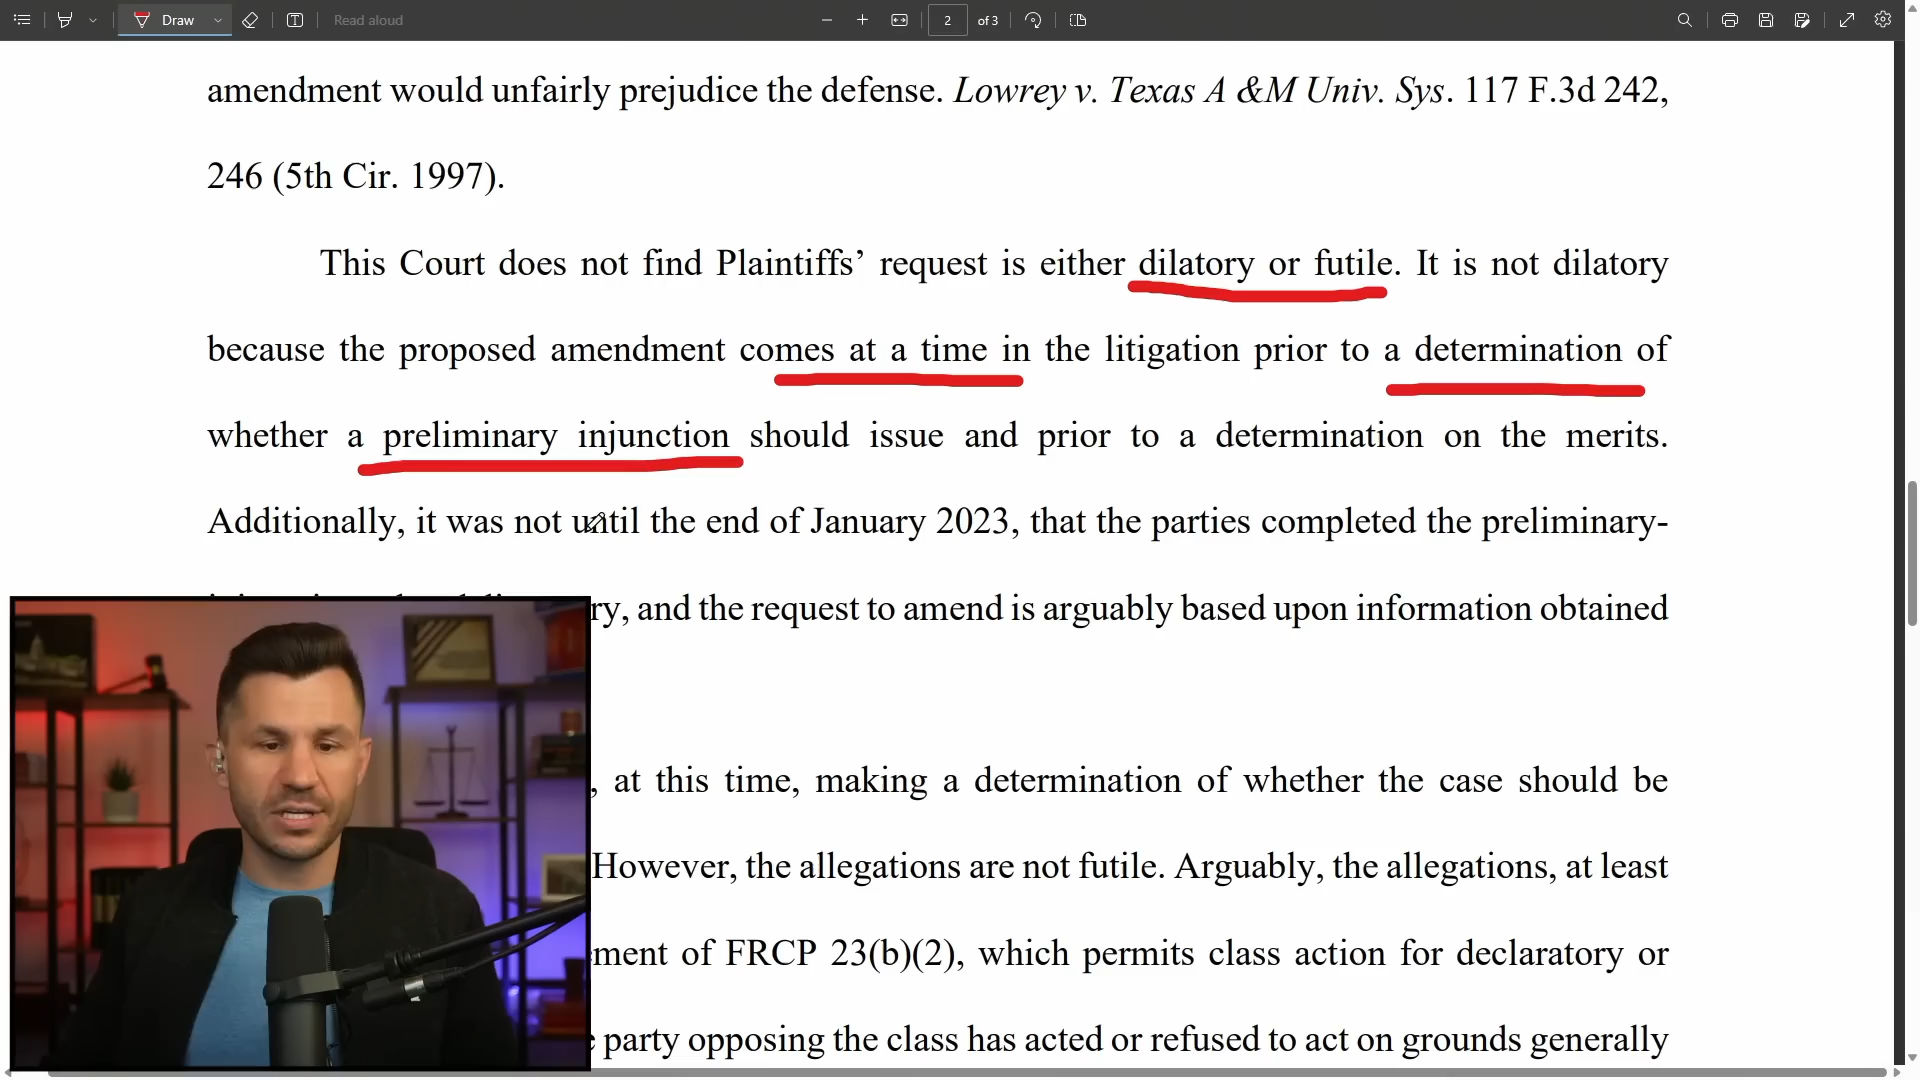 Draw
Read aloud
2
of 3
amendment would unfairly prejudice the defense. Lowrey v. Texas A &M Univ. Sys. 117 F.3d 242,
246 (5th Cir. 1997).
This Court does not find Plaintiffs’ request is either dilatory or futile. It is not dilatory
because the proposed amendment comes at a time in the litigation prior to a determination of
whether a preliminary injunction should issue and prior to a determination on the merits.
Additionally, it was not until the end of January 2023, that the parties completed the preliminary-
ry, and the request to amend is arguably based upon information obtained
, at this time, making a determination of whether the case should be
However, the allegations are not futile. Arguably, the allegations, at least
ement of FRCP 23(b)(2), which permits class action for declaratory or
party opposing the class has acted or refused to act on grounds generally